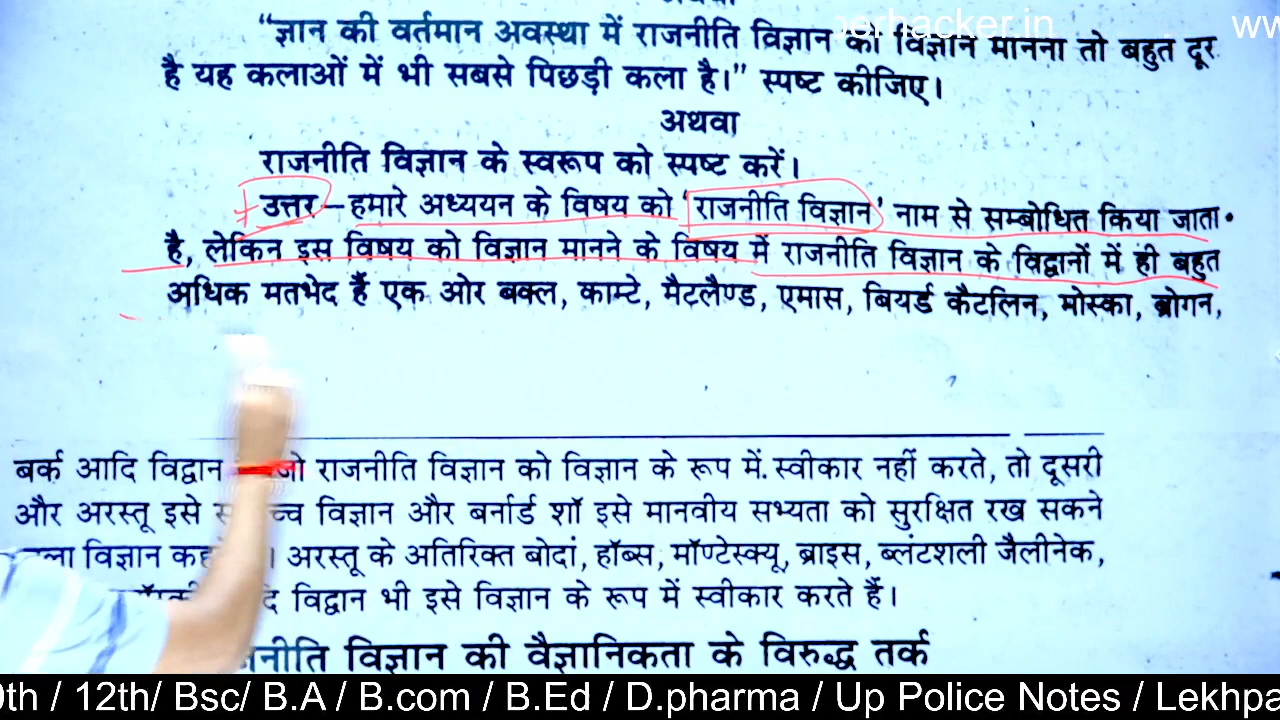 "ज्ञान की वर्तमान अवस्था में राजनीति विज्ञान को विज्ञान मानना तो बहुत दूर
है यह कलाओं में भी सबसे पिछड़ी कला है।" स्पष्ट कीजिए।
अथवा
राजनीति विज्ञान के स्वरूप को स्पष्ट करें।
उत्तर – हमारे अध्ययन के विषय को 'राजनीति विज्ञान' नाम से सम्बोधित किया जाता
है, लेकिन इस विषय को विज्ञान मानने के विषय में राजनीति विज्ञान के विद्वानों में ही बहुत
अधिक मतभेद हैं एक ओर बक्ल, काम्टे, मैटलैण्ड, एमास, बियर्ड कैटलिन, मोस्का, ब्रोगन,
बर्क आदि विद्वान जो राजनीति विज्ञान को विज्ञान के रूप में स्वीकार नहीं करते, तो दूसरी
और अरस्तू इसे विज्ञान और बर्नार्ड शॉ इसे मानवीय सभ्यता को सुरक्षित रख सकने
विज्ञान । अरस्तू के अतिरिक्त बोदां, हॉब्स, मॉण्टेस्क्यू, ब्राइस, ब्लंटशली जैलीनेक,
विद्वान भी इसे विज्ञान के रूप में स्वीकार करते हैं।
विज्ञान की वैज्ञानिकता के विरुद्ध तर्क
/ 12th/ Bsc/ B.A / B.com / B.Ed / D.pharma / Up Police Notes /